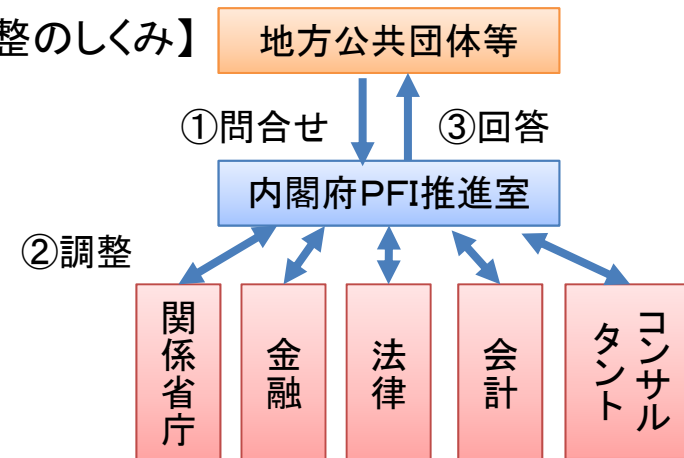 整のしくみ】
地方公共団体等
①問合せ
③回答
内閣府PFI推進室
②調整
関係省庁
金融
法律
会計
コンサル
タント